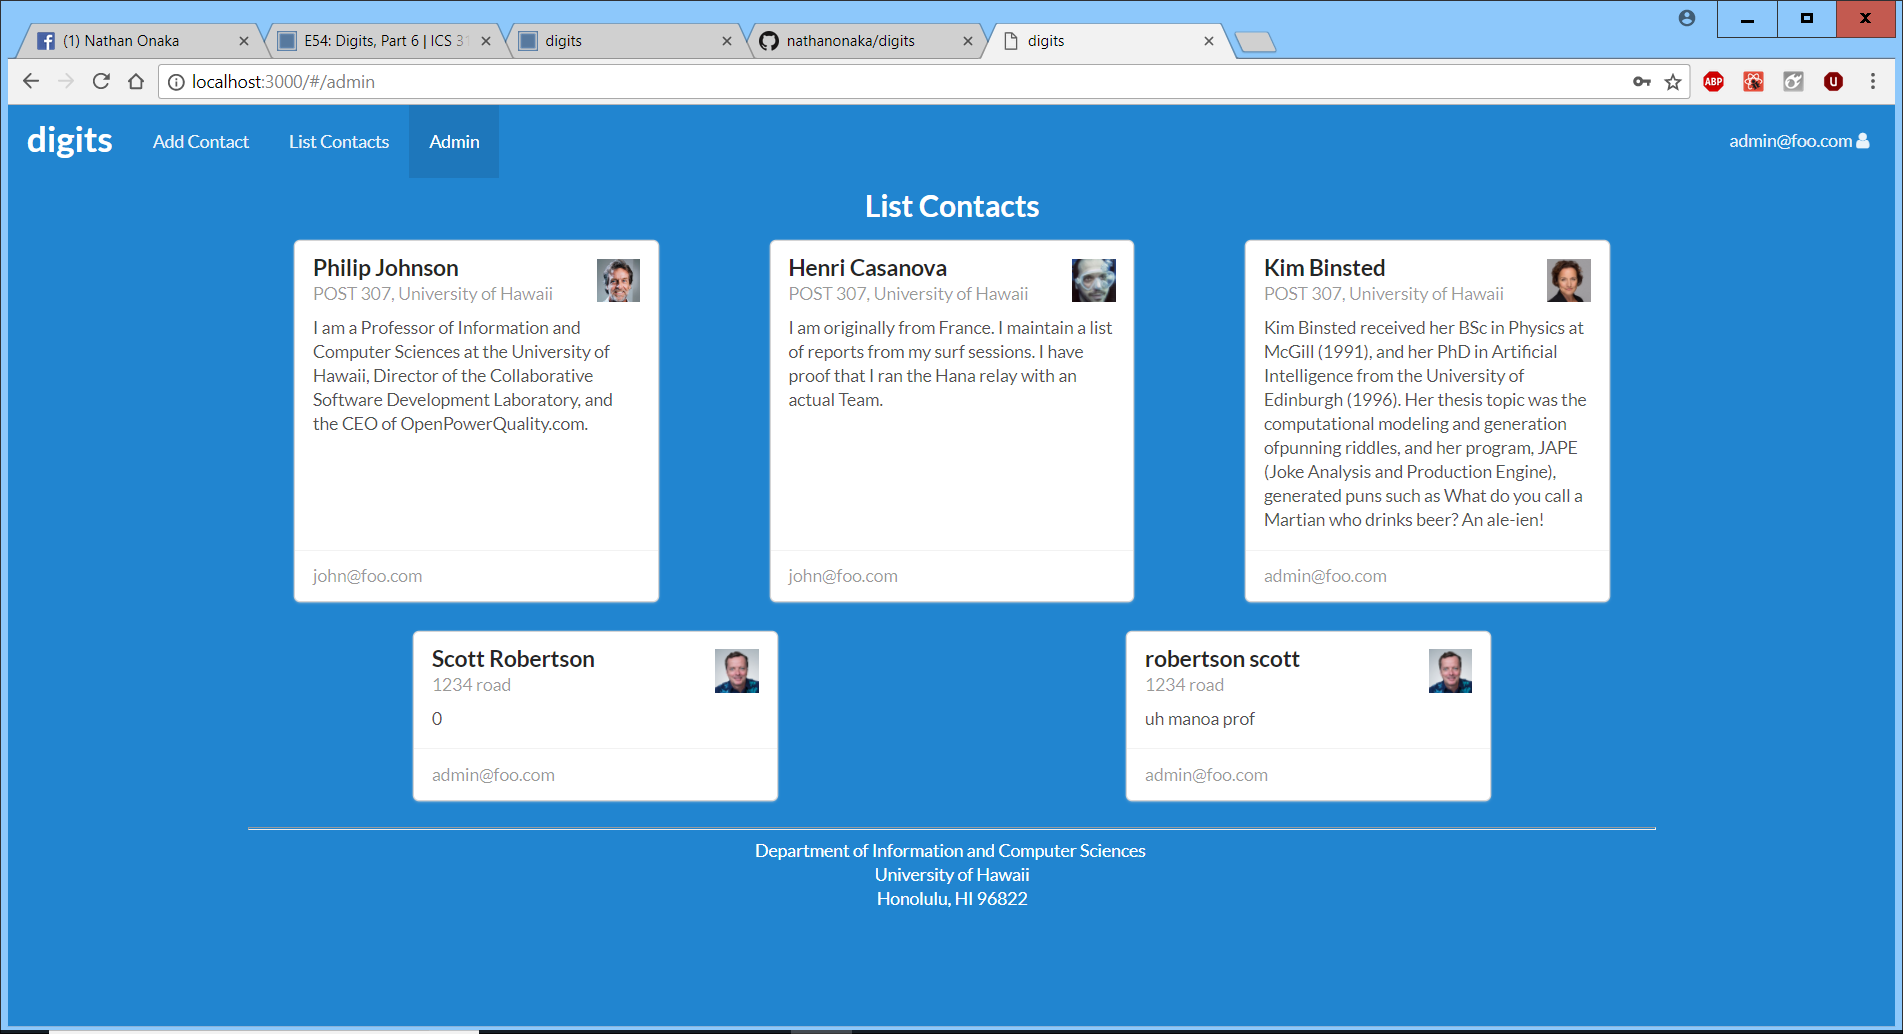 (1) Nathan Onaka
E54: Digits, Part 6 | ICS 31
digits
nathanonaka/digits
digits
localhost:3000/#/admin
ABP
U
digits
Add Contact
List Contacts
Admin
admin@foo.com
List Contacts
Philip Johnson
POST 307, University of Hawaii
I am a Professor of Information and
Computer Sciences at the University of
Hawaii, Director of the Collaborative
Software Development Laboratory, and
the CEO of OpenPowerQuality.com.
john@foo.com
Henri Casanova
POST 307, University of Hawaii
I am originally from France. I maintain a list
of reports from my surf sessions. I have
proof that I ran the Hana relay with an
actual Team.
john@foo.com
Kim Binsted
POST 307, University of Hawaii
Kim Binsted received her BSc in Physics at
McGill (1991), and her PhD in Artificial
Intelligence from the University of
Edinburgh (1996). Her thesis topic was the
computational modeling and generation
ofpunning riddles, and her program, JAPE
(Joke Analysis and Production Engine),
generated puns such as What do you call a
Martian who drinks beer? An ale-ien!
admin@foo.com
Scott Robertson
1234 road
0
admin@foo.com
robertson scott
1234 road
uh manoa prof
admin@foo.com
Department of Information and Computer Sciences
University of Hawaii
Honolulu, HI 96822